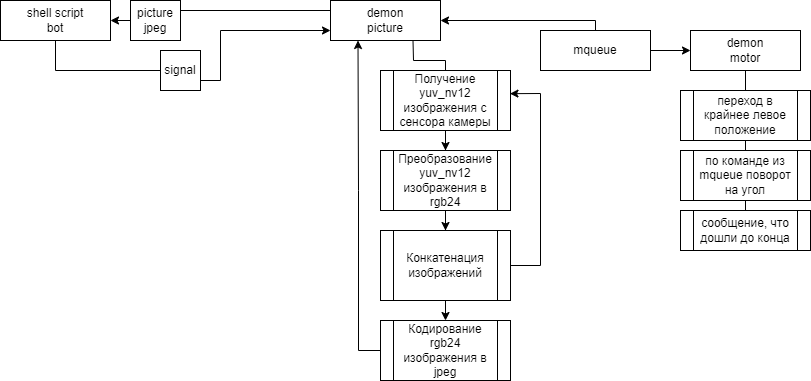 shell script
bot
picture
jpeg
signal
demon
picture
mqueue
demon
motor
Получение
yuv_nv12
изображения с
сенсора камеры
Преобразование
yuv_nv12
изображения в
rgb24
Конкатенация
изображений
Кодирование
rgb24
изображения в
jpeg
переход в
крайнее левое
положение
по команде из
mqueue поворот
на угол
сообщение, что
дошли до конца